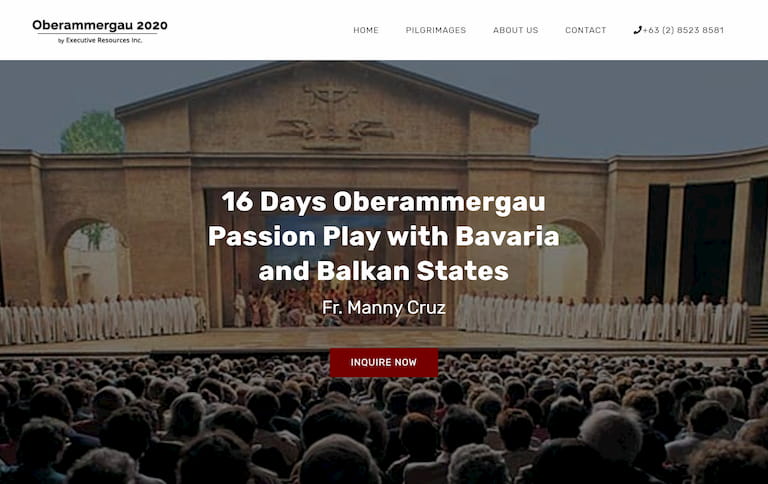 Oberammergau 2020
by Executive Resources Inc.
HOME PILGRIMAGES ABOUT US CONTACT +63 (2) 8523 8581
16 Days Oberammergau
Passion Play with Bavaria
and Balkan States
Fr. Manny Cruz
INQUIRE NOW